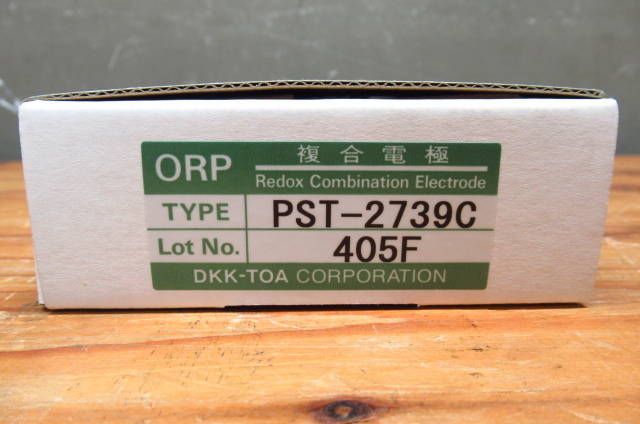 ORP
複合電極
Redox Combination Electrode
TYPE PST-2739C
Lot No. 405F
DKK-TOA CORPORATION